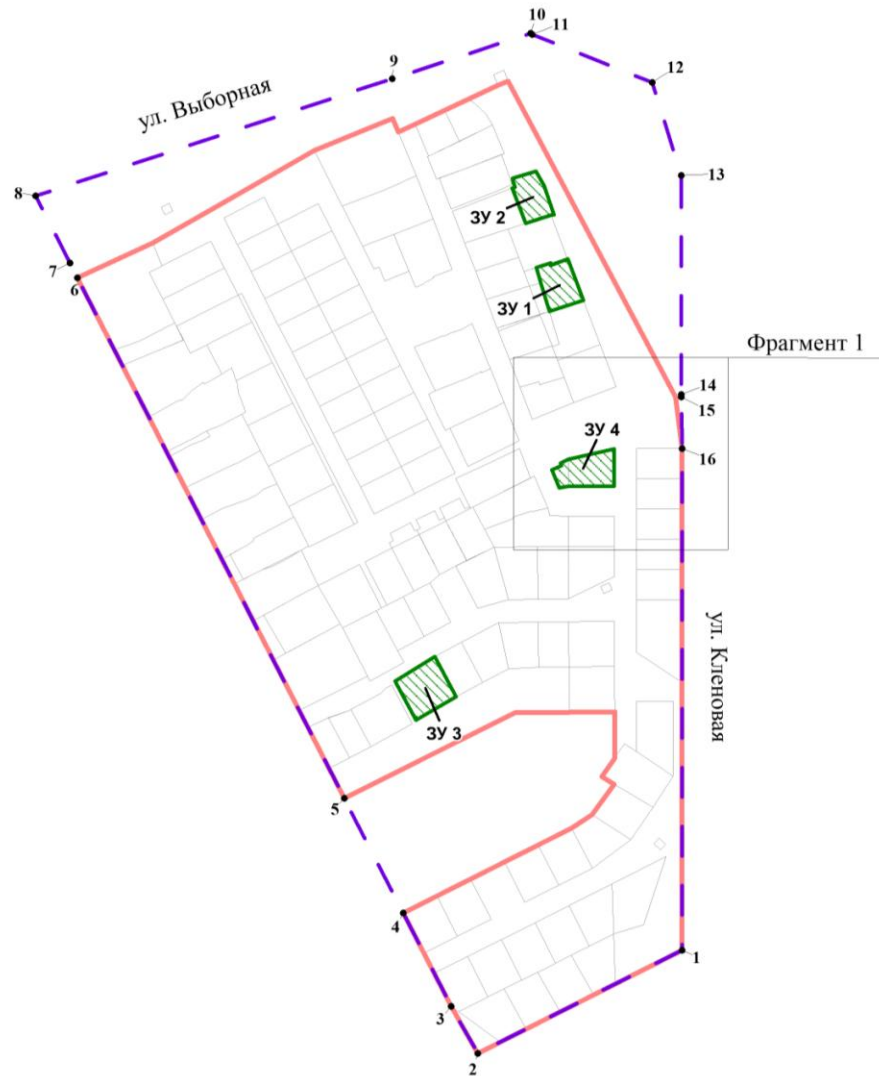 10
11
9
12
ул. Выборная
13
8
ЗУ 2
7
6
ЗУ 1
Фрагмент 1
14
15
ЗУ 4
16
ул. Кленовая
ЗУ 3
5
4
1
3
2